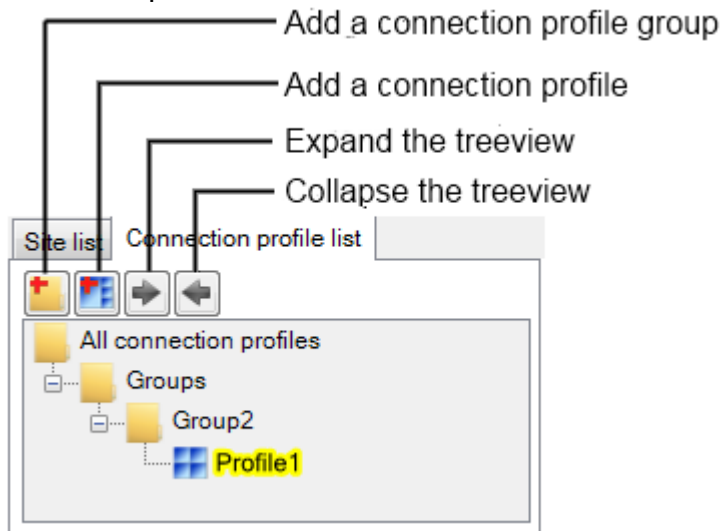 Add a connection profile group
Add a connection profile
Expand the treeview
Collapse the treeview
Site list
Connection profile list
All connection profiles
Groups
Group2
Profile1